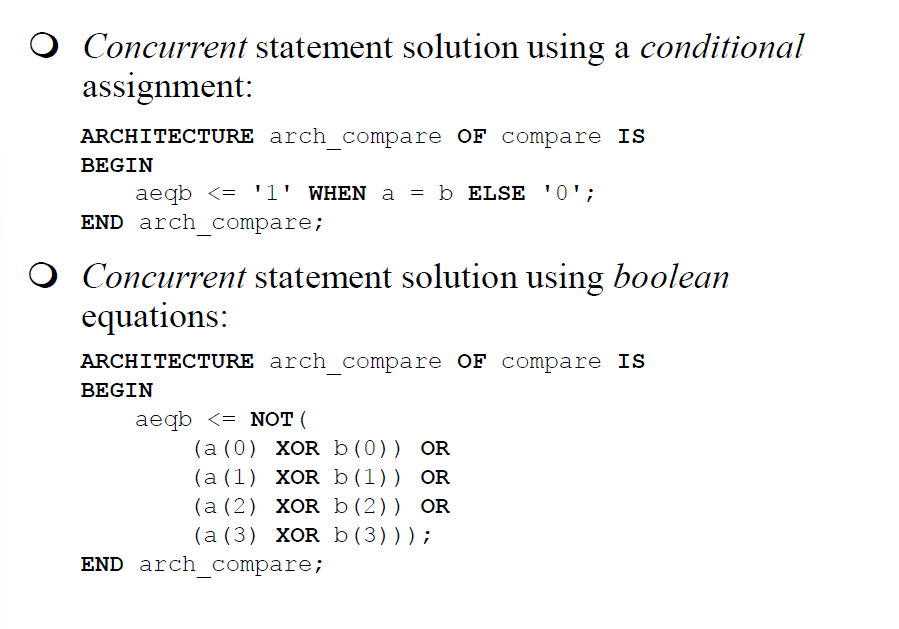 Concurrent statement solution using a conditional
assignment:
ARCHITECTURE arch_compare OF compare IS
BEGIN
aeqb <= '1' WHEN a = b ELSE '0';
END arch_compare;
Concurrent statement solution using boolean
equations:
ARCHITECTURE arch_compare OF compare IS
BEGIN
aeqb <= NOT(
(a(0) XOR b(0)) OR
(a(1) XOR b(1)) OR
(a(2) XOR b(2)) OR
(a(3) XOR b(3)));
END arch_compare;